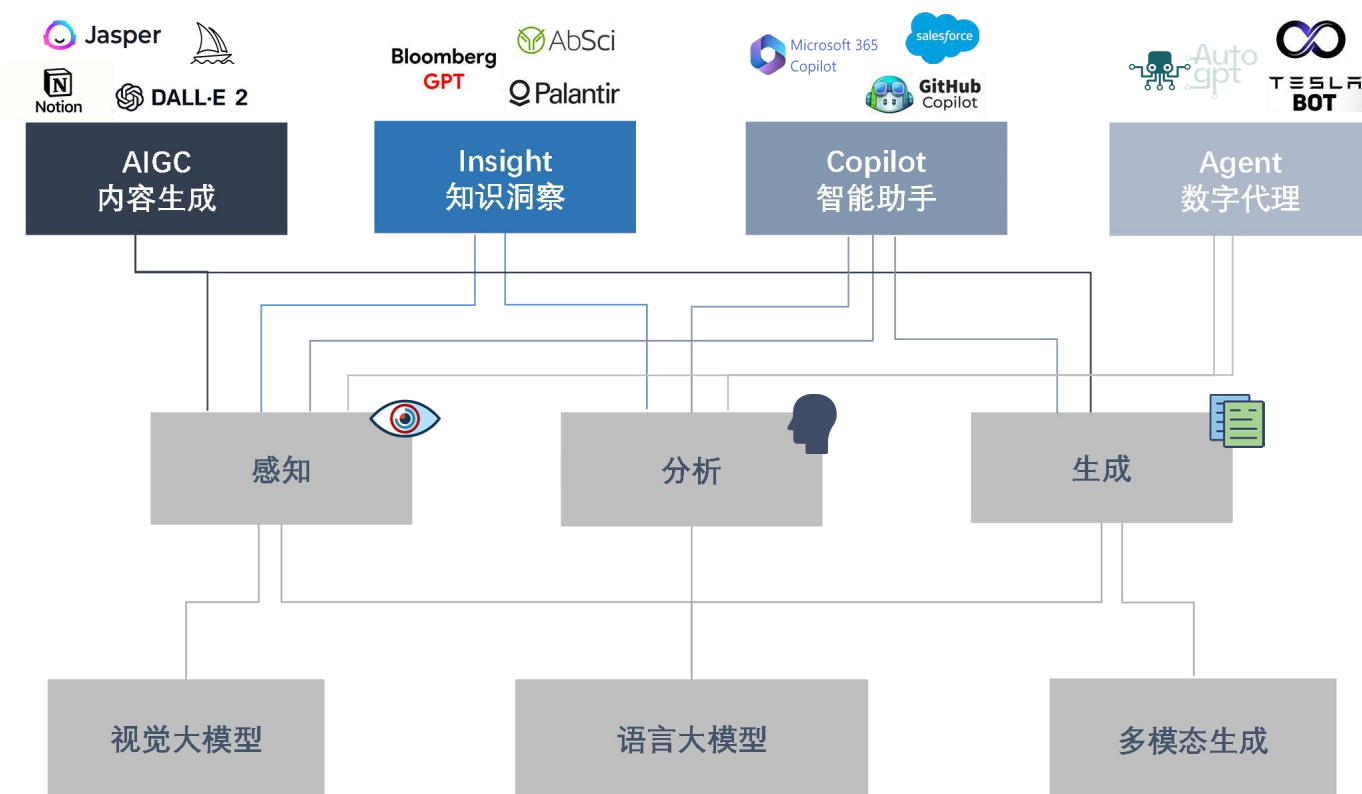 Jasper
Notion
DALL·E 2
Bloomberg
GPT
AbSci
Palantir
Microsoft 365
Copilot
salesforce
GitHub
Copilot
Auto
gpt
TESLA
BOT
AIGC
内容生成
Insight
知识洞察
Copilot
智能助手
Agent
数字代理
感知
分析
生成
视觉大模型
语言大模型
多模态生成